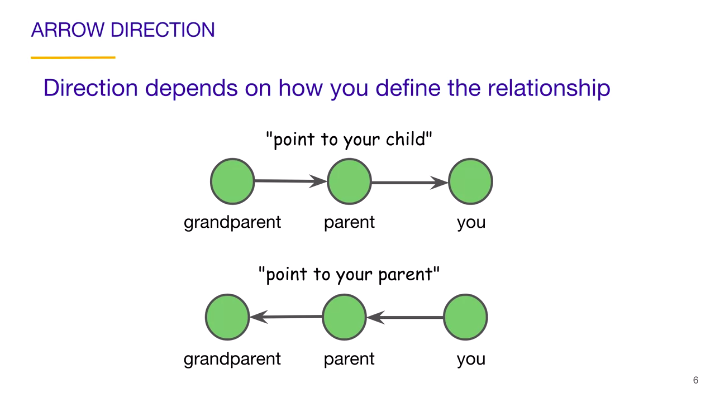 ARROW DIRECTION
Direction depends on how you define the relationship
"point to your child"
grandparent parent you
"point to your parent"
grandparent parent you
6